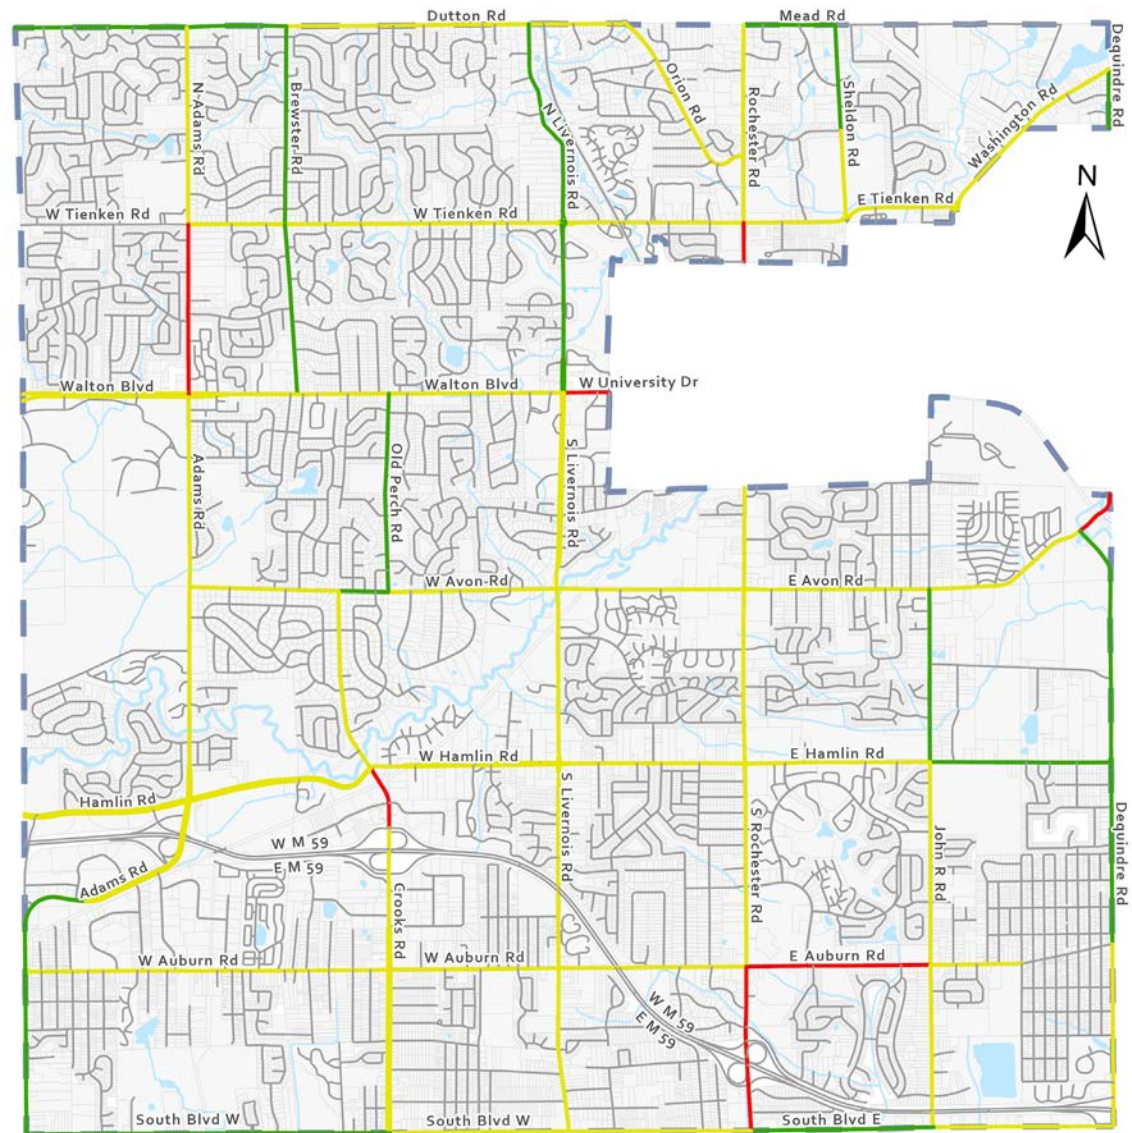 Dutton Rd
Mead Rd
Dequindre Rd
N Adams Rd
Brewster Rd
N Livernois Rd
Orion Rd
Rochester Rd
Sheldon Rd
Washington Rd
N
W Tienken Rd
W Tienken Rd
E Tienken Rd
Walton Blvd
Walton Blvd
W University Dr
Adams Rd
Old Perch Rd
S Livernois Rd
W Avon Rd
E Avon Rd
W Hamlin Rd
E Hamlin Rd
Hamlin Rd
W M 59
E M 59
S Livernois Rd
S Rochester Rd
John R Rd
Dequindre Rd
Adams Rd
Crooks Rd
W Auburn Rd
W Auburn Rd
E Auburn Rd
W M 59
E M 59
South Blvd W
South Blvd W
South Blvd E